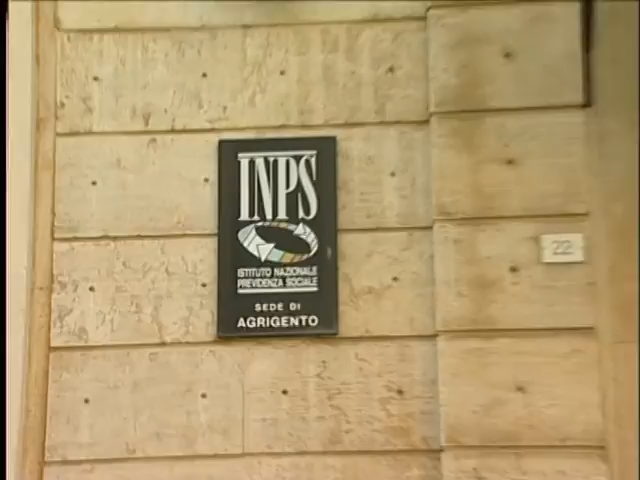 INPS
ISTITUTO NAZIONALE
PREVIDENZA SOCIALE
SEDE DI
AGRIGENTO
22